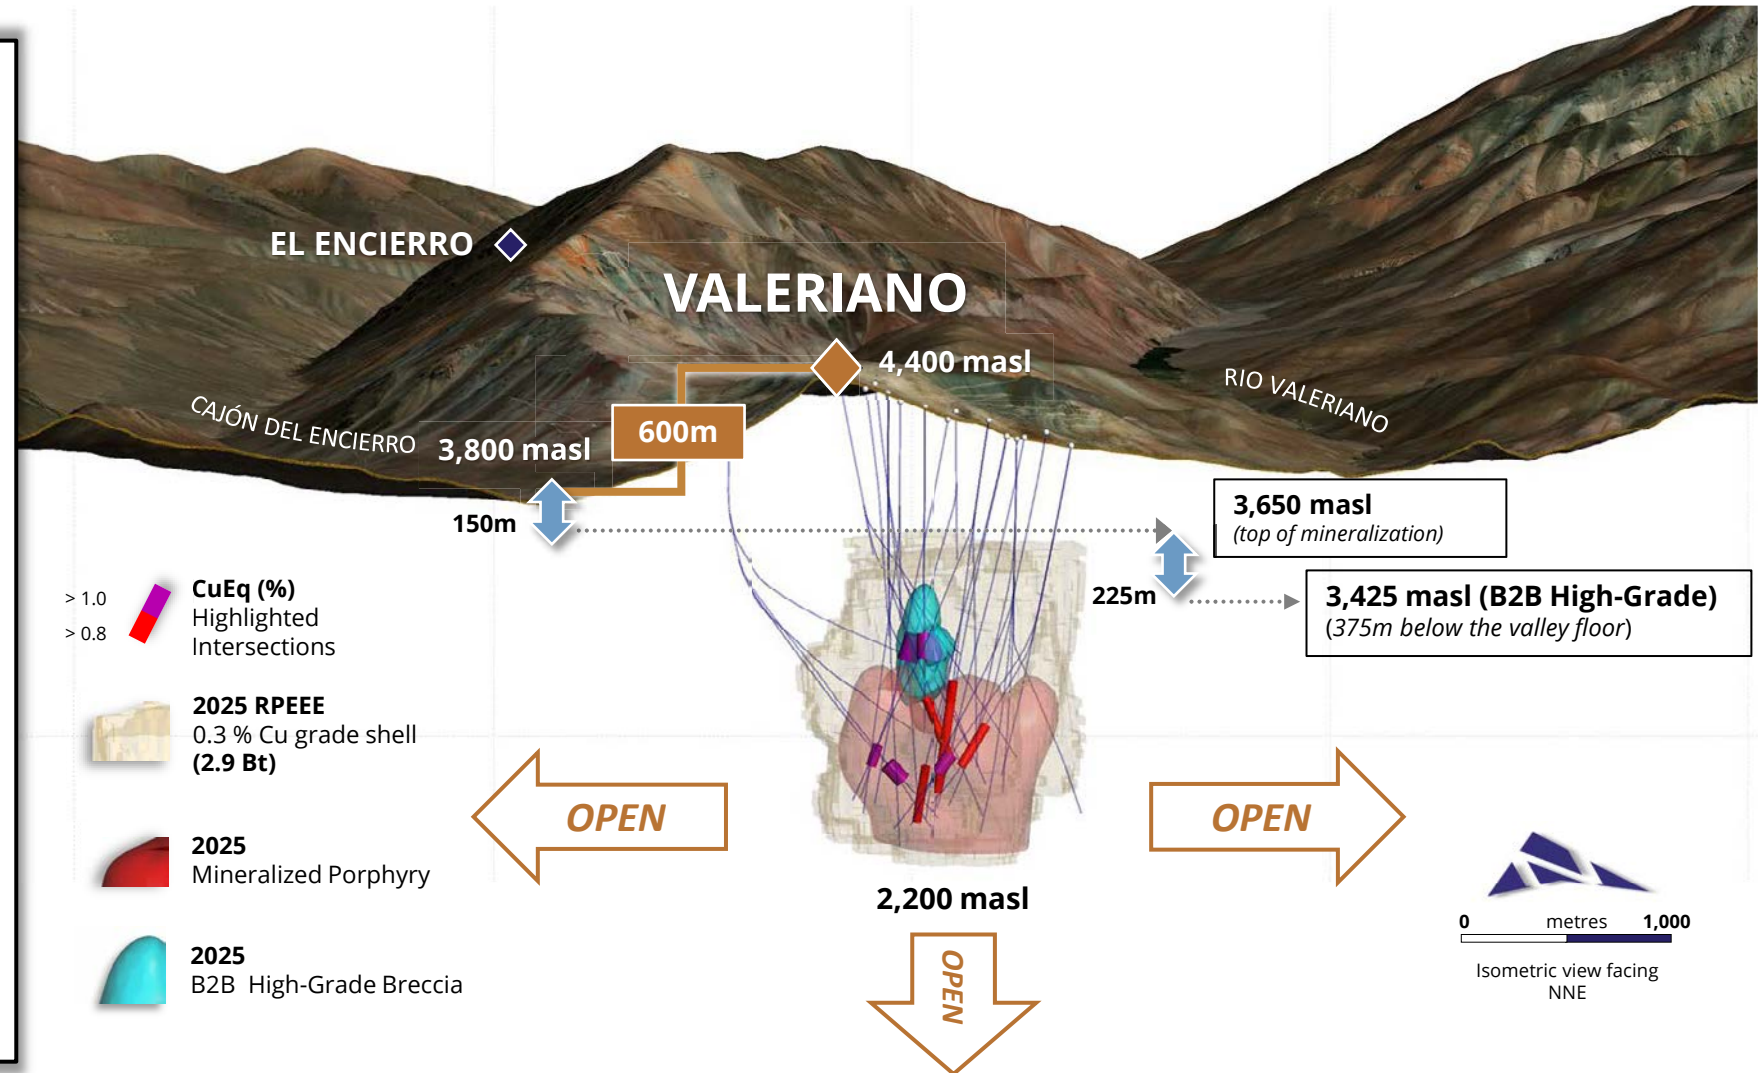 EL ENCIERRO
VALERIANO
4,400 masl
RIO VALERIANO
CAJÓN DEL ENCIERRO
600m
3,800 masl
150m
3,650 masl
(top of mineralization)
225m
3,425 masl (B2B High-Grade)
(375m below the valley floor)
> 1.0
> 0.8
CuEq (%)
Highlighted
Intersections
2025 RPEEE
0.3 % Cu grade shell
(2.9 Bt)
2025
Mineralized Porphyry
2025
B2B High-Grade Breccia
OPEN
OPEN
2,200 masl
OPEN
0 metres 1,000
Isometric view facing
NNE